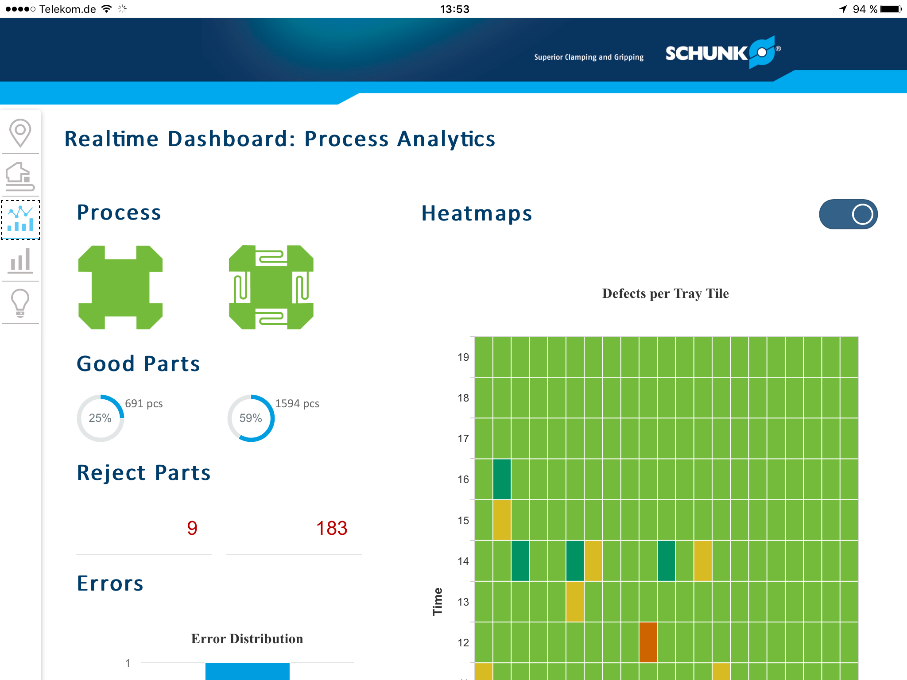 ●●●●○ Telekom.de 13:53 94 %
Superior Clamping and Gripping SCHUNK®
Realtime Dashboard: Process Analytics
Process
Good Parts
25% 691 pcs
59% 1594 pcs
Reject Parts
9 183
Errors
Error Distribution
1
Heatmaps
Defects per Tray Tile
19
18
17
16
15
14
13
12
Time